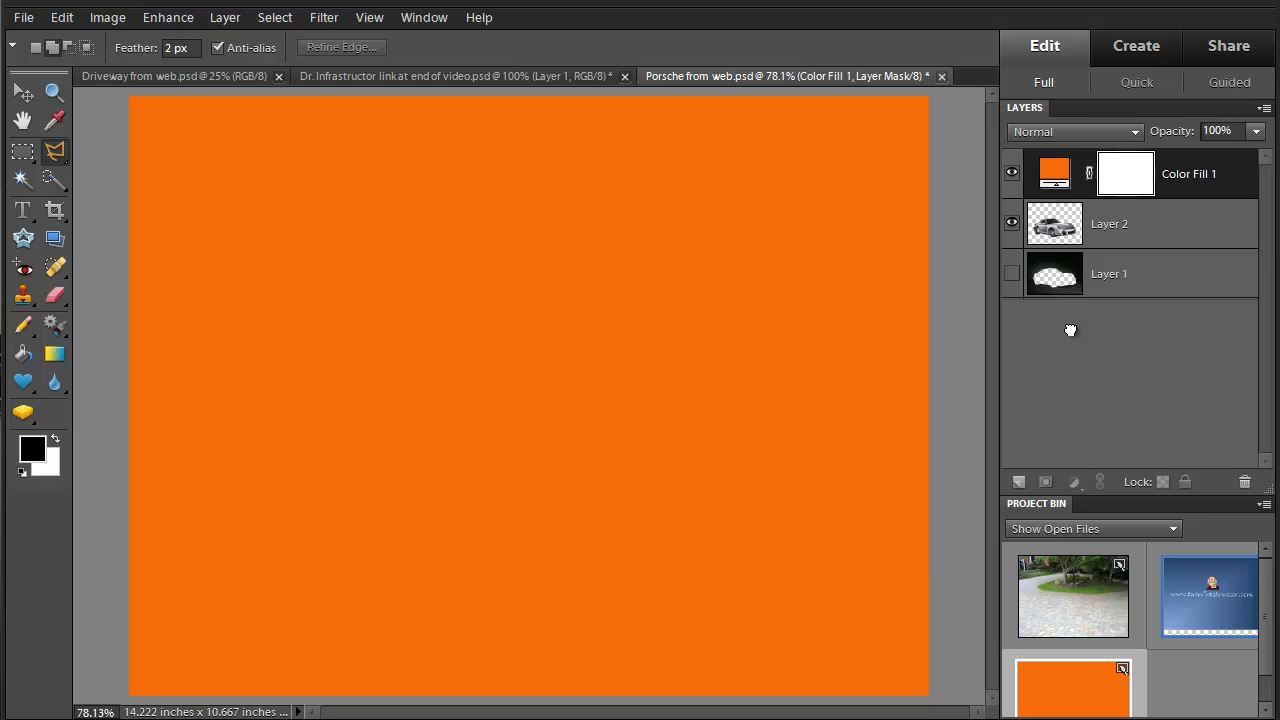 File Edit Image Enhance Layer Select Filter View Window Help
Feather: 2 px Anti-alias Refine Edge...
Edit Create Share
Driveway from web.psd @ 25% (RGB/8) Dr. Infrastructor link at end of video.psd @ 100% (Layer 1, RGB/8) * Porsche from web.psd @ 78.1% (Color Fill 1, Layer Mask/8) *
Full Quick Guided
LAYERS
Normal Opacity: 100%
Color Fill 1
Layer 2
Layer 1
T
Lock:
PROJECT BIN
Show Open Files
78.13% 14.222 inches x 10.667 inches ...